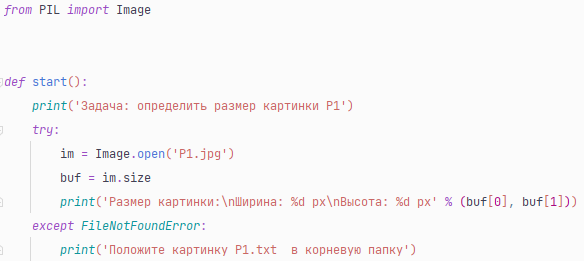 from PIL import Image
def start():
print('Задача: определить размер картинки P1')
try:
im = Image.open('P1.jpg')
buf = im.size
print('Размер картинки:\nШирина: %d px\nВысота: %d px' % (buf[0], buf[1]))
except FileNotFoundError:
print('Положите картинку P1.txt  в корневую папку')